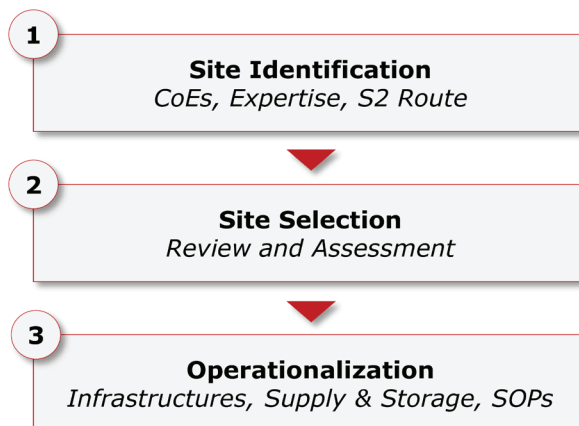 1
Site Identification
CoEs, Expertise, S2 Route
2
Site Selection
Review and Assessment
3
Operationalization
Infrastructures, Supply & Storage, SOPs